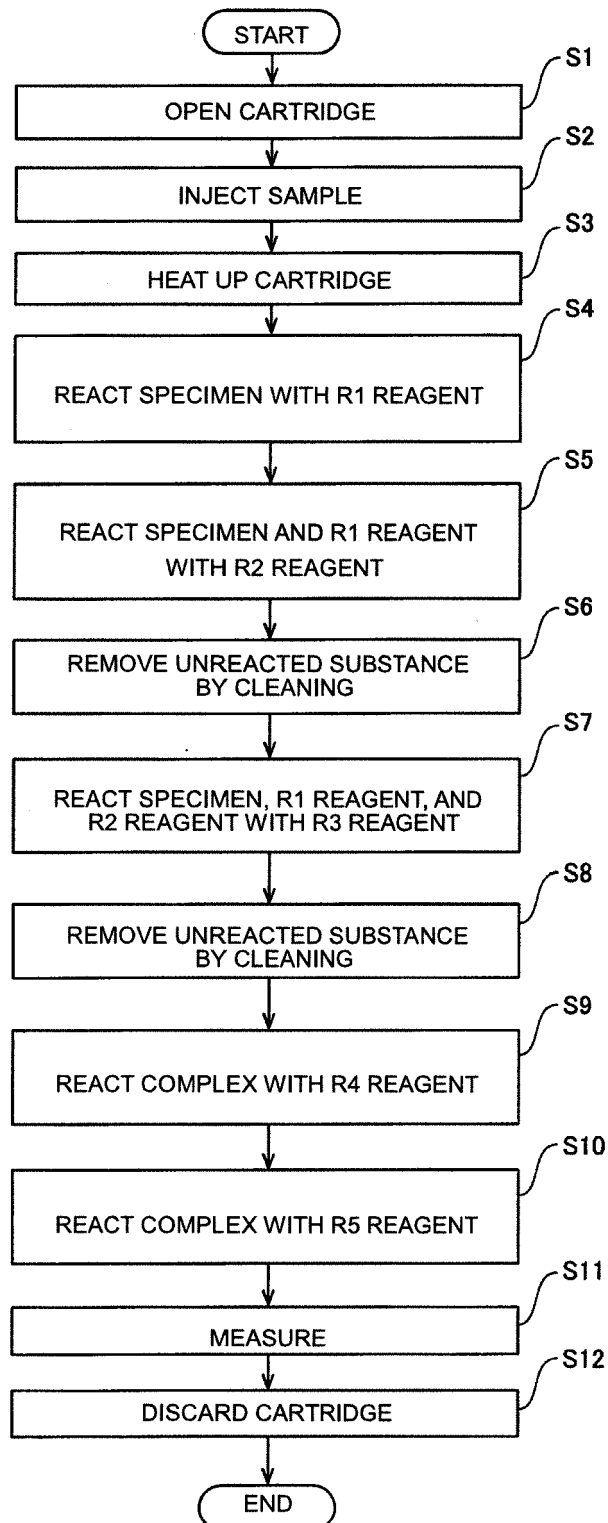 START
S1
OPEN CARTRIDGE
S2
INJECT SAMPLE
S3
HEAT UP CARTRIDGE
S4
REACT SPECIMEN WITH R1 REAGENT
S5
REACT SPECIMEN AND R1 REAGENT
WITH R2 REAGENT
S6
REMOVE UNREACTED SUBSTANCE
BY CLEANING
S7
REACT SPECIMEN, R1 REAGENT, AND
R2 REAGENT WITH R3 REAGENT
S8
REMOVE UNREACTED SUBSTANCE
BY CLEANING
S9
REACT COMPLEX WITH R4 REAGENT
S10
REACT COMPLEX WITH R5 REAGENT
S11
MEASURE
S12
DISCARD CARTRIDGE
END